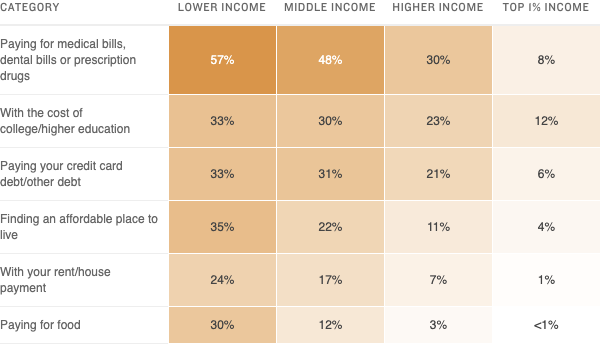 CATEGORY LOWER INCOME MIDDLE INCOME HIGHER INCOME TOP 1% INCOME
Paying for medical bills,
dental bills or prescription
drugs
57% 48% 30% 8%
With the cost of
college/higher education
33% 30% 23% 12%
Paying your credit card
debt/other debt
33% 31% 21% 6%
Finding an affordable place to
live
35% 22% 11% 4%
With your rent/house
payment
24% 17% 7% 1%
Paying for food 30% 12% 3% <1%